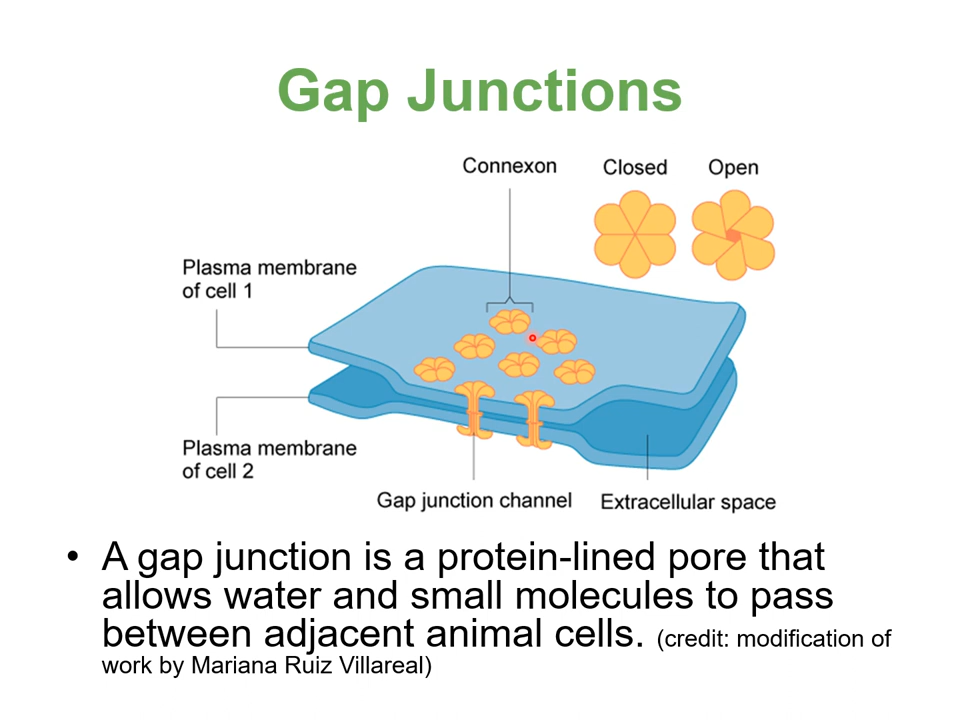 Gap Junctions
Connexon
Closed
Open
Plasma membrane
of cell 1
Plasma membrane
of cell 2
Gap junction channel
Extracellular space
• A gap junction is a protein-lined pore that
allows water and small molecules to pass
between adjacent animal cells. (credit: modification of
work by Mariana Ruiz Villareal)